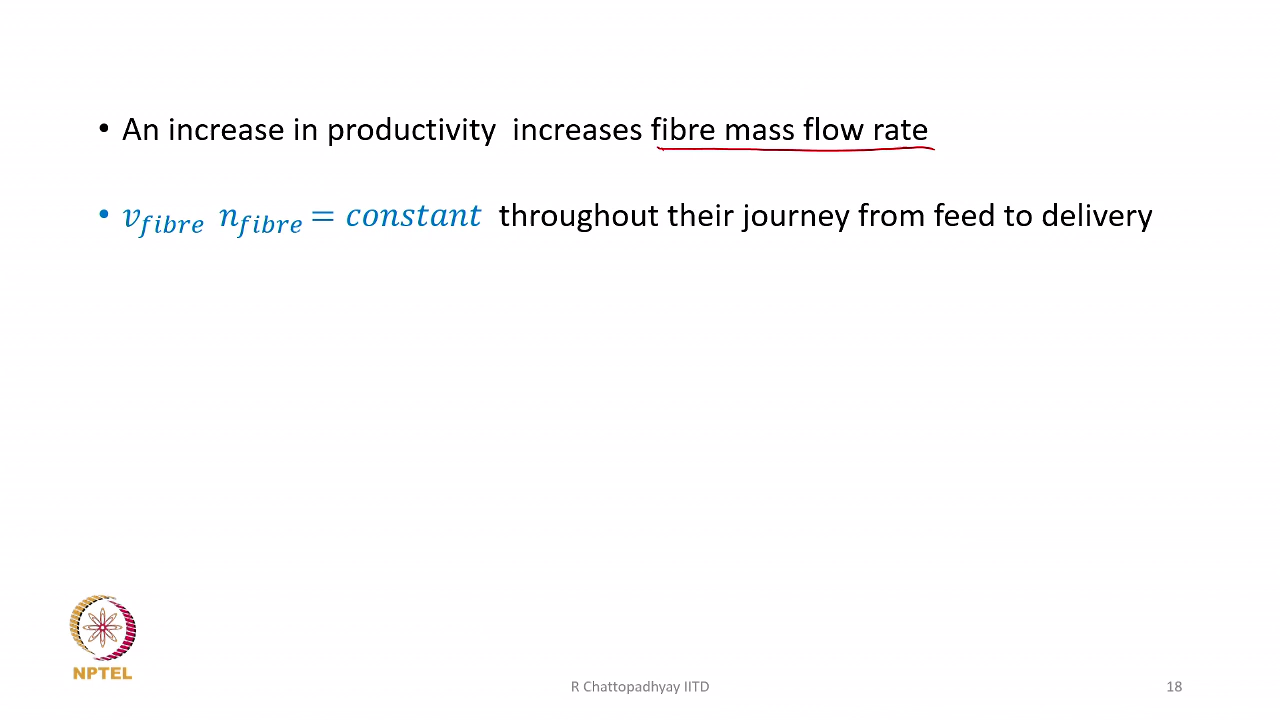 • An increase in productivity increases fibre mass flow rate
• v_fibre n_fibre = constant throughout their journey from feed to delivery
NPTEL
R Chattopadhyay IITD
18